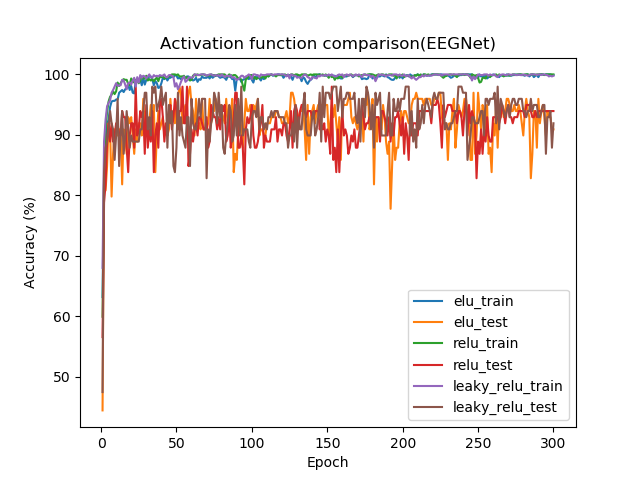 Activation function comparison(EEGNet)
Accuracy (%)
100
90
80
70
60
50
0 50 100 150 200 250 300
Epoch
elu_train
elu_test
relu_train
relu_test
leaky_relu_train
leaky_relu_test